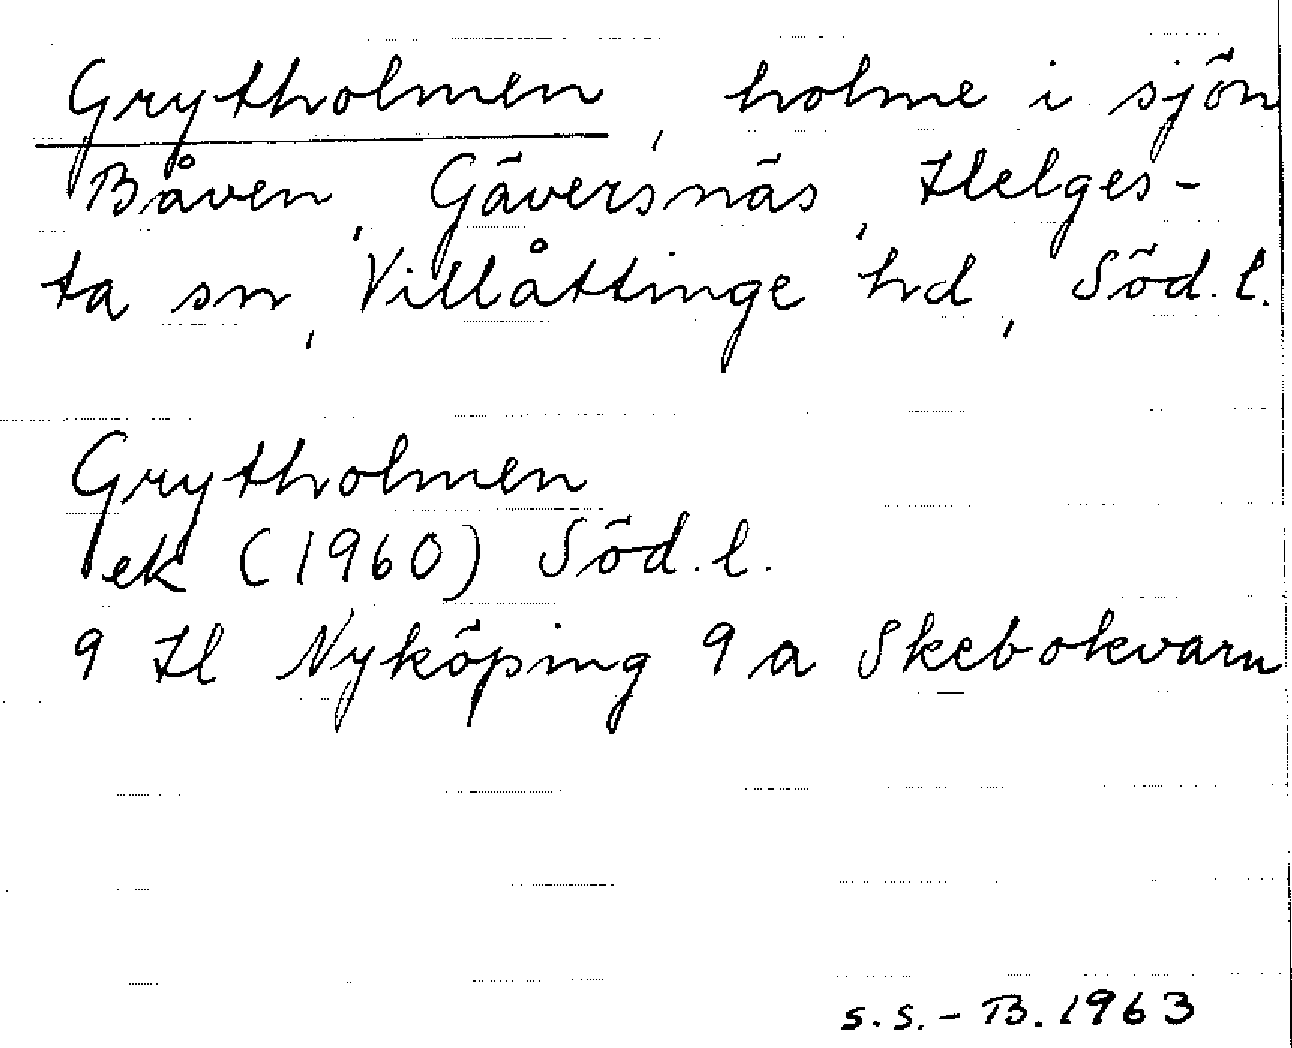 Grytholmen, holme i sjön
Båven, Gäversnäs, Helges-
ta sn, Villåttinge hd, Söd. l.
Grytholmen
ek (1960) Söd. l.
9 H Nyköping 9 a Skebokvarn
s.s. - B. 1963